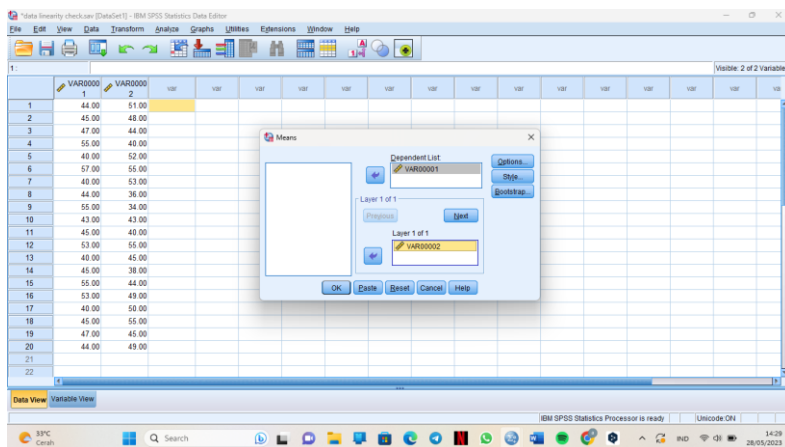 *data linearity check.sav [DataSet1] - IBM SPSS Statistics Data Editor
File Edit View Data Transform Analyze Graphs Utilities Extensions Window Help
1 :
Visible: 2 of 2 Variable
VAR00001 VAR00002 var var var var var var var var var var var var
1 44.00 51.00
2 45.00 48.00
3 47.00 44.00
4 55.00 40.00
5 40.00 52.00
6 57.00 55.00
7 40.00 53.00
8 44.00 36.00
9 55.00 34.00
10 43.00 43.00
11 45.00 40.00
12 53.00 55.00
13 40.00 45.00
14 45.00 38.00
15 55.00 44.00
16 53.00 49.00
17 40.00 50.00
18 45.00 55.00
19 47.00 45.00
20 44.00 49.00
21
22
Means
Dependent List:
VAR00001
Options...
Style...
Bootstrap...
Layer 1 of 1
Previous Next
Layer 1 of 1
VAR00002
OK Paste Reset Cancel Help
Data View Variable View
IBM SPSS Statistics Processor is ready Unicode:ON
33°C
Cerah
Search
IND
14:29
28/05/2023